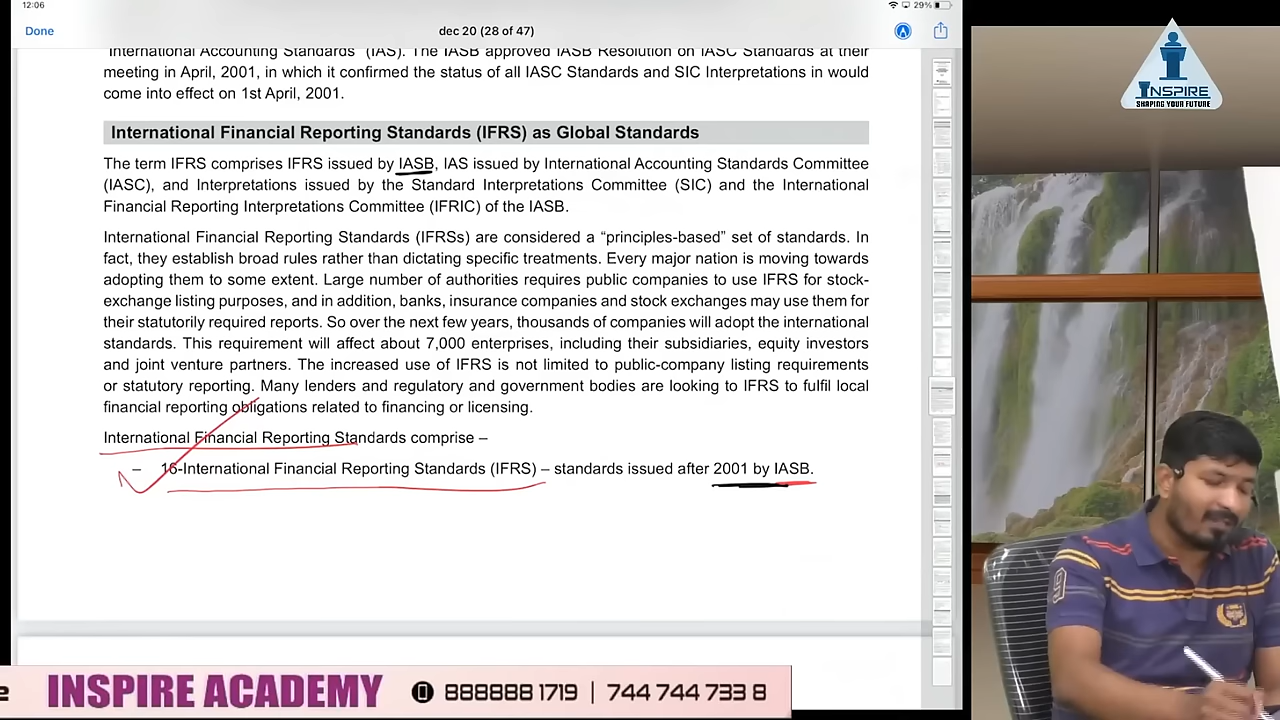 12:06
29%
Done
dec 20 (28 of 47)
International Accounting Standards (IAS). The IASB approved IASB Resolution on IASC Standards at their
meeting in April, 2001, in which it confirmed the status of all IASC Standards and SIC Interpretations in would
come into effect on 1st April, 2001.
International Financial Reporting Standards (IFRS) as Global Standards
The term IFRS comprises IFRS issued by IASB, IAS issued by International Accounting Standards Committee
(IASC), and Interpretations issued by the Standard Interpretations Committee (SIC) and the International
Financial Reporting Interpretations Committee (IFRIC) of the IASB.
International Financial Reporting Standards (IFRSs) are considered a “principles-based” set of standards. In
fact, they establish broad rules rather than dictating specific treatments. Every major nation is moving towards
adopting them to some extent. Large number of authorities requires public companies to use IFRS for stock-
exchange listing purposes, and in addition, banks, insurance companies and stock exchanges may use them for
their statutorily required reports. So over the next few years, thousands of companies will adopt the international
standards. This requirement will affect about 7,000 enterprises, including their subsidiaries, equity investors
and joint venture partners. The increased use of IFRS is not limited to public-company listing requirements
or statutory reporting. Many lenders and regulatory and government bodies are looking to IFRS to fulfil local
financial reporting obligations related to financing or licensing.
International Financial Reporting Standards comprise –
– 16-International Financial Reporting Standards (IFRS) – standards issued after 2001 by IASB.
INSPIRE
SHAPING YOUR FUTURE
INSPIRE ACADEMY 888888 1719 | 744 744 733 8